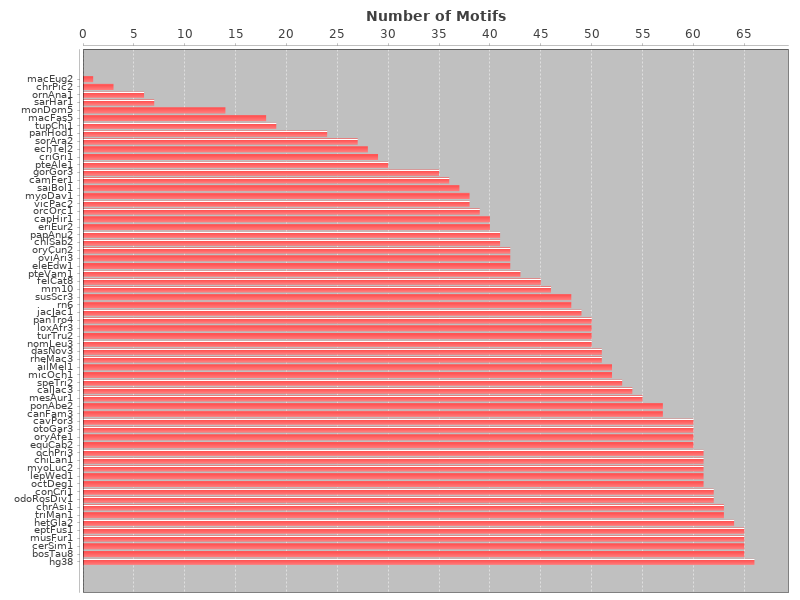 Number of Motifs
0 5 10 15 20 25 30 35 40 45 50 55 60 65
macEug2
chrPic2
ornAna1
sarHar1
monDom5
macFas5
tupChi1
panHod1
sorAra2
echTel2
criGri1
pteAle1
gorGor3
camFer1
saiBol1
myoDav1
vicPac2
orcOrc1
capHir1
eriEur2
papAnu2
chlSab2
oryCun2
oviAri3
eleEdw1
pteVam1
felCat8
mm10
susScr3
rn6
jacJac1
panTro4
loxAfr3
turTru2
nomLeu3
dasNov3
rheMac3
ailMel1
micOch1
speTri2
calJac3
mesAur1
ponAbe2
canFam3
cavPor3
otoGar3
oryAfe1
equCab2
ochPri3
chiLan1
myoLuc2
lepWed1
octDeg1
conCri1
odoRosDiv1
chrAsi1
triMan1
hetGla2
eptFus1
musFur1
cerSim1
bosTau8
hg38